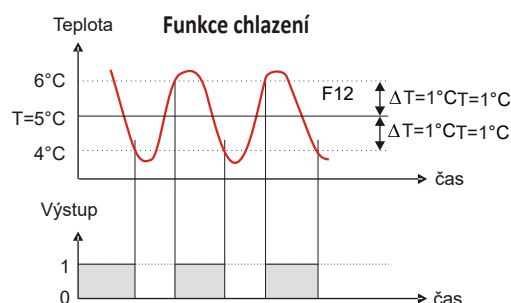 Teplota
Funkce chlazení
6°C
F12
ΔT=1°CT=1°C
T=5°C
ΔT=1°CT=1°C
4°C
čas
Výstup
1
0
čas